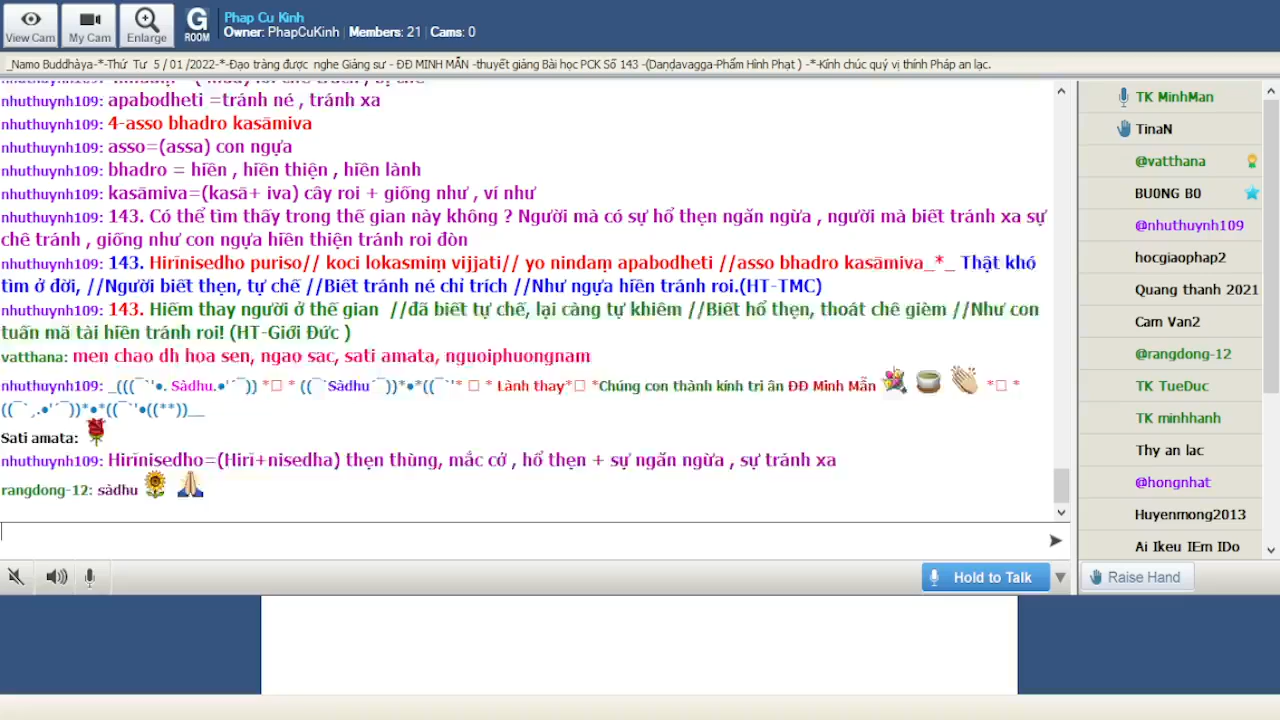 Phap Cu Kinh
Owner: PhapCuKinh | Members: 21 | Cams: 0
View Cam
My Cam
Enlarge
G
ROOM
_Namo Buddhàya-*-Thứ Tư 5 / 01 /2022-*-Đạo tràng được nghe Giảng sư - ĐĐ MINH MẪN -thuyết giảng Bài học PCK Số 143 -(Daṇḍavagga-Phẩm Hình Phạt ) -*-Kính chúc quý vị thính Pháp an lạc.
nhuthuynh109: apabodheti =tránh né , tránh xa
nhuthuynh109: 4-asso bhadro kasāmiva
nhuthuynh109: asso=(assa) con ngựa
nhuthuynh109: bhadro = hiền , hiền thiện , hiền lành
nhuthuynh109: kasāmiva=(kasā+ iva) cây roi + giống như , ví như
nhuthuynh109: 143. Có thể tìm thấy trong thế gian này không ? Người mà có sự hổ thẹn ngăn ngừa , người mà biết tránh xa sự
chê tránh , giống như con ngựa hiền thiện tránh roi đòn
nhuthuynh109: 143. Hirīnisedho puriso// koci lokasmiṃ vijjati// yo nindaṃ apabodheti //asso bhadro kasāmiva_*_ Thật khó
tìm ở đời, //Người biết thẹn, tự chế //Biết tránh né chỉ trích //Như ngựa hiền tránh roi.(HT-TMC)
nhuthuynh109: 143. Hiếm thay người ở thế gian //đã biết tự chế, lại càng tự khiêm //Biết hổ thẹn, thoát chê gièm //Như con
tuấn mã tài hiền tránh roi! (HT-Giới Đức )
vatthana: men chao dh hoa sen, ngao sac, sati amata, nguoiphuongnam
nhuthuynh109: _(((¯`'•. Sàdhu.•'´¯)) *▯ * ((¯`Sàdhu´¯))*•*((¯`'* ▯ * Lành thay*▯ *Chúng con thành kính tri ân ĐĐ Minh Mẫn *▯ *
((¯`¸.•'´¯))*•*((¯`'•((**))__
Sati amata:
nhuthuynh109: Hirīnisedho=(Hirī+nisedha) thẹn thùng, mắc cở , hổ thẹn + sự ngăn ngừa , sự tránh xa
rangdong-12: sàdhu
Hold to Talk
TK MinhMan
TinaN
@vatthana
BU0NG B0
@nhuthuynh109
hocgiaophap2
Quang thanh 2021
Cam Van2
@rangdong-12
TK TueDuc
TK minhhanh
Thy an lac
@hongnhat
Huyenmong2013
Ai Ikeu IEm IDo
Raise Hand